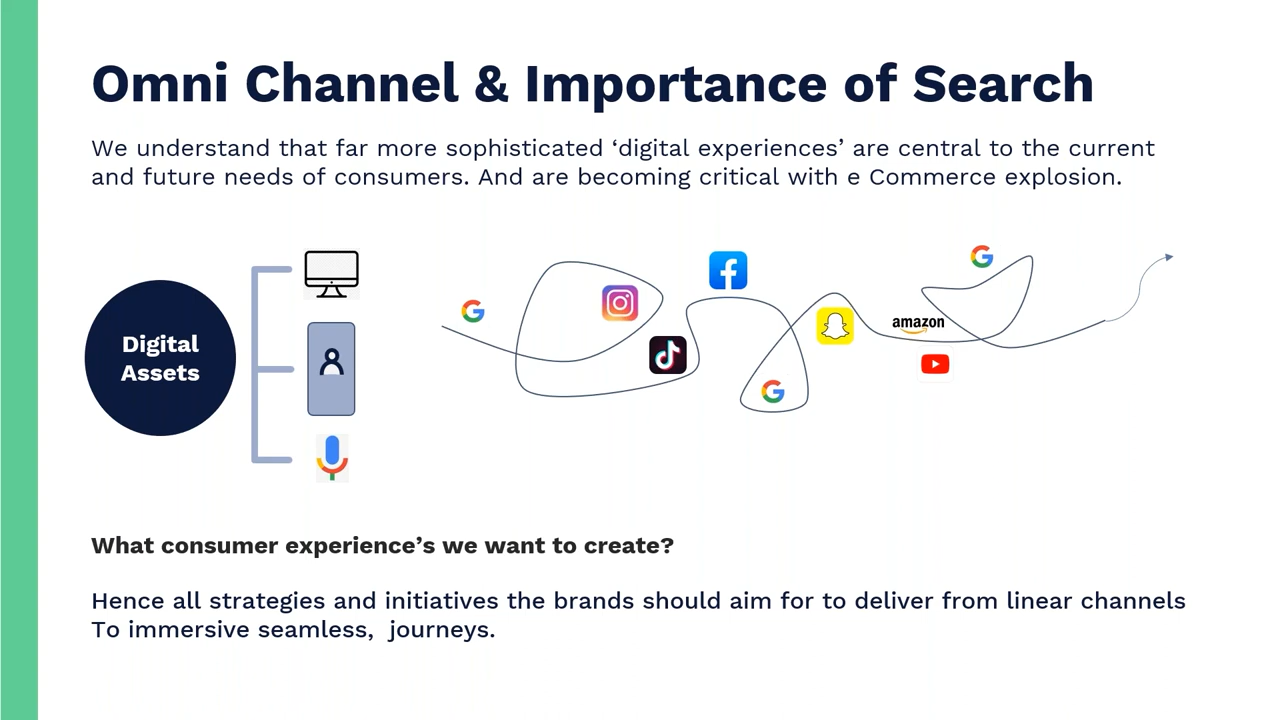 Omni Channel & Importance of Search
We understand that far more sophisticated ‘digital experiences’ are central to the current
and future needs of consumers. And are becoming critical with e Commerce explosion.
Digital
Assets
amazon
What consumer experience’s we want to create?
Hence all strategies and initiatives the brands should aim for to deliver from linear channels
To immersive seamless,  journeys.